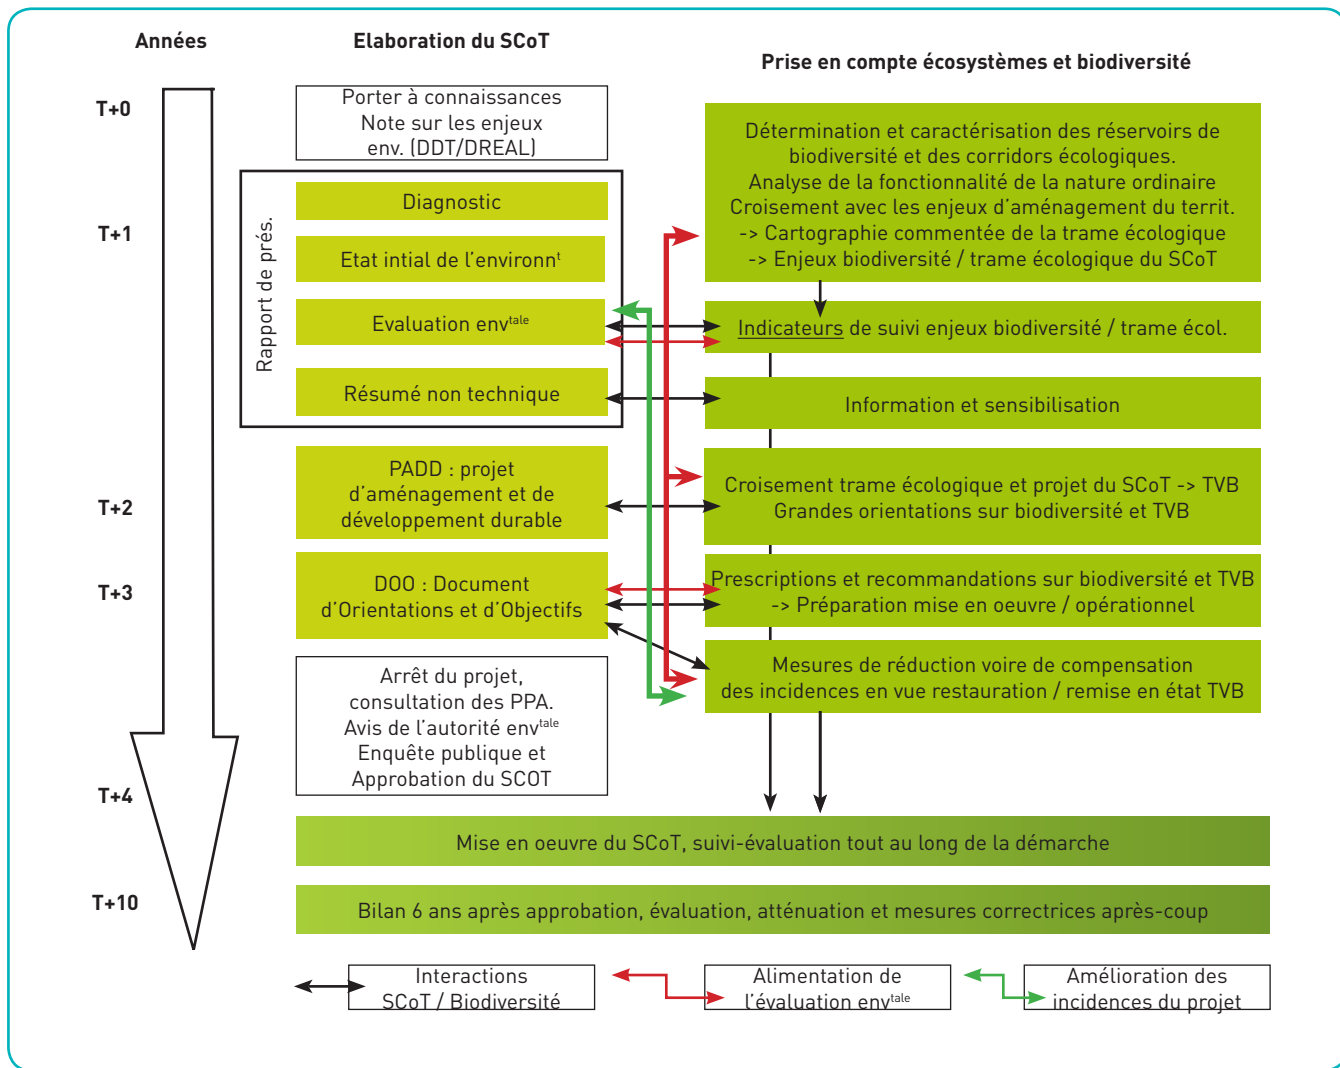 Années
Elaboration du SCoT
Prise en compte écosystèmes et biodiversité
T+0
Porter à connaissances
Note sur les enjeux
env. (DDT/DREAL)
Rapport de prés.
Diagnostic
T+1
Etat intial de l'environnt
Evaluation envtale
Résumé non technique
PADD : projet
d'aménagement et de
développement durable
T+2
DOO : Document
d'Orientations et d'Objectifs
T+3
Arrêt du projet,
consultation des PPA.
Avis de l'autorité envtale
Enquête publique et
Approbation du SCOT
T+4
Détermination et caractérisation des réservoirs de
biodiversité et des corridors écologiques.
Analyse de la fonctionnalité de la nature ordinaire
Croisement avec les enjeux d'aménagement du territ.
-> Cartographie commentée de la trame écologique
-> Enjeux biodiversité / trame écologique du SCoT
Indicateurs de suivi enjeux biodiversité / trame écol.
Information et sensibilisation
Croisement trame écologique et projet du SCoT -> TVB
Grandes orientations sur biodiversité et TVB
Prescriptions et recommandations sur biodiversité et TVB
-> Préparation mise en oeuvre / opérationnel
Mesures de réduction voire de compensation
des incidences en vue restauration / remise en état TVB
Mise en oeuvre du SCoT, suivi-évaluation tout au long de la démarche
T+10
Bilan 6 ans après approbation, évaluation, atténuation et mesures correctrices après-coup
Interactions
SCoT / Biodiversité
Alimentation de
l'évaluation envtale
Amélioration des
incidences du projet